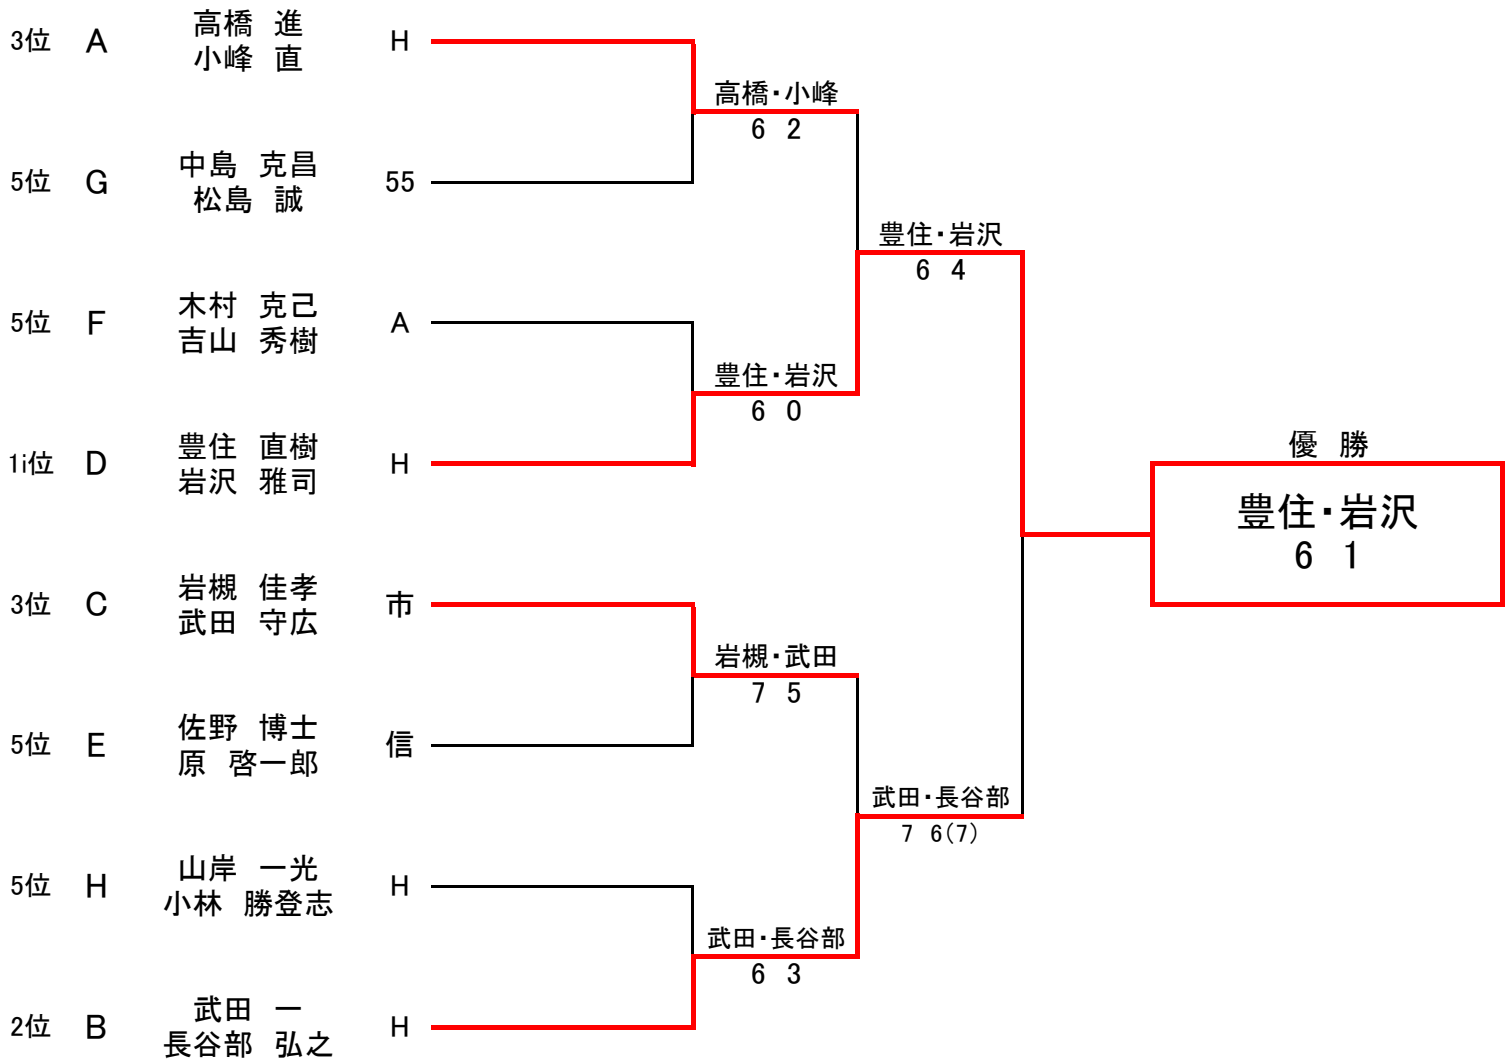 3位 A 高橋 進 H
小峰 直
高橋・小峰
6 2
5位 G 中島 克昌 55
松島 誠
豊住・岩沢
6 4
5位 F 木村 克己 A
吉山 秀樹
豊住・岩沢
6 0
1i位 D 豊住 直樹 H
岩沢 雅司
優 勝
豊住・岩沢
6 1
3位 C 岩槻 佳孝 市
武田 守広
岩槻・武田
7 5
5位 E 佐野 博士 信
原 啓一郎
武田・長谷部
7 6(7)
5位 H 山岸 一光 H
小林 勝登志
武田・長谷部
6 3
2位 B 武田 一 H
長谷部 弘之